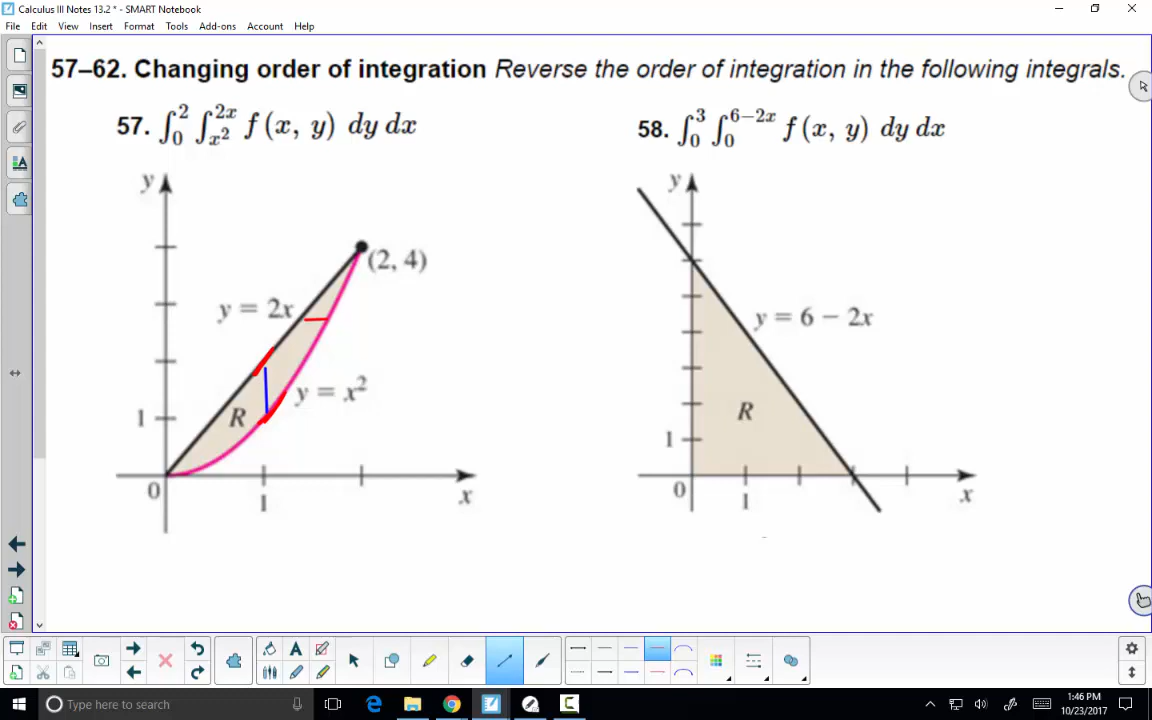 Calculus III Notes 13.2 * - SMART Notebook
File Edit View Insert Format Tools Add-ons Account Help
57–62. Changing order of integration Reverse the order of integration in the following integrals.
57. ∫₀² ∫ₓ₂²ˣ f(x, y) dy dx
58. ∫₀³ ∫₀⁶⁻²ˣ f(x, y) dy dx
y
(2, 4)
y = 2x
y = x²
R
1
0
1
x
y
y = 6 − 2x
R
1
0
1
x
Type here to search
1:46 PM
10/23/2017